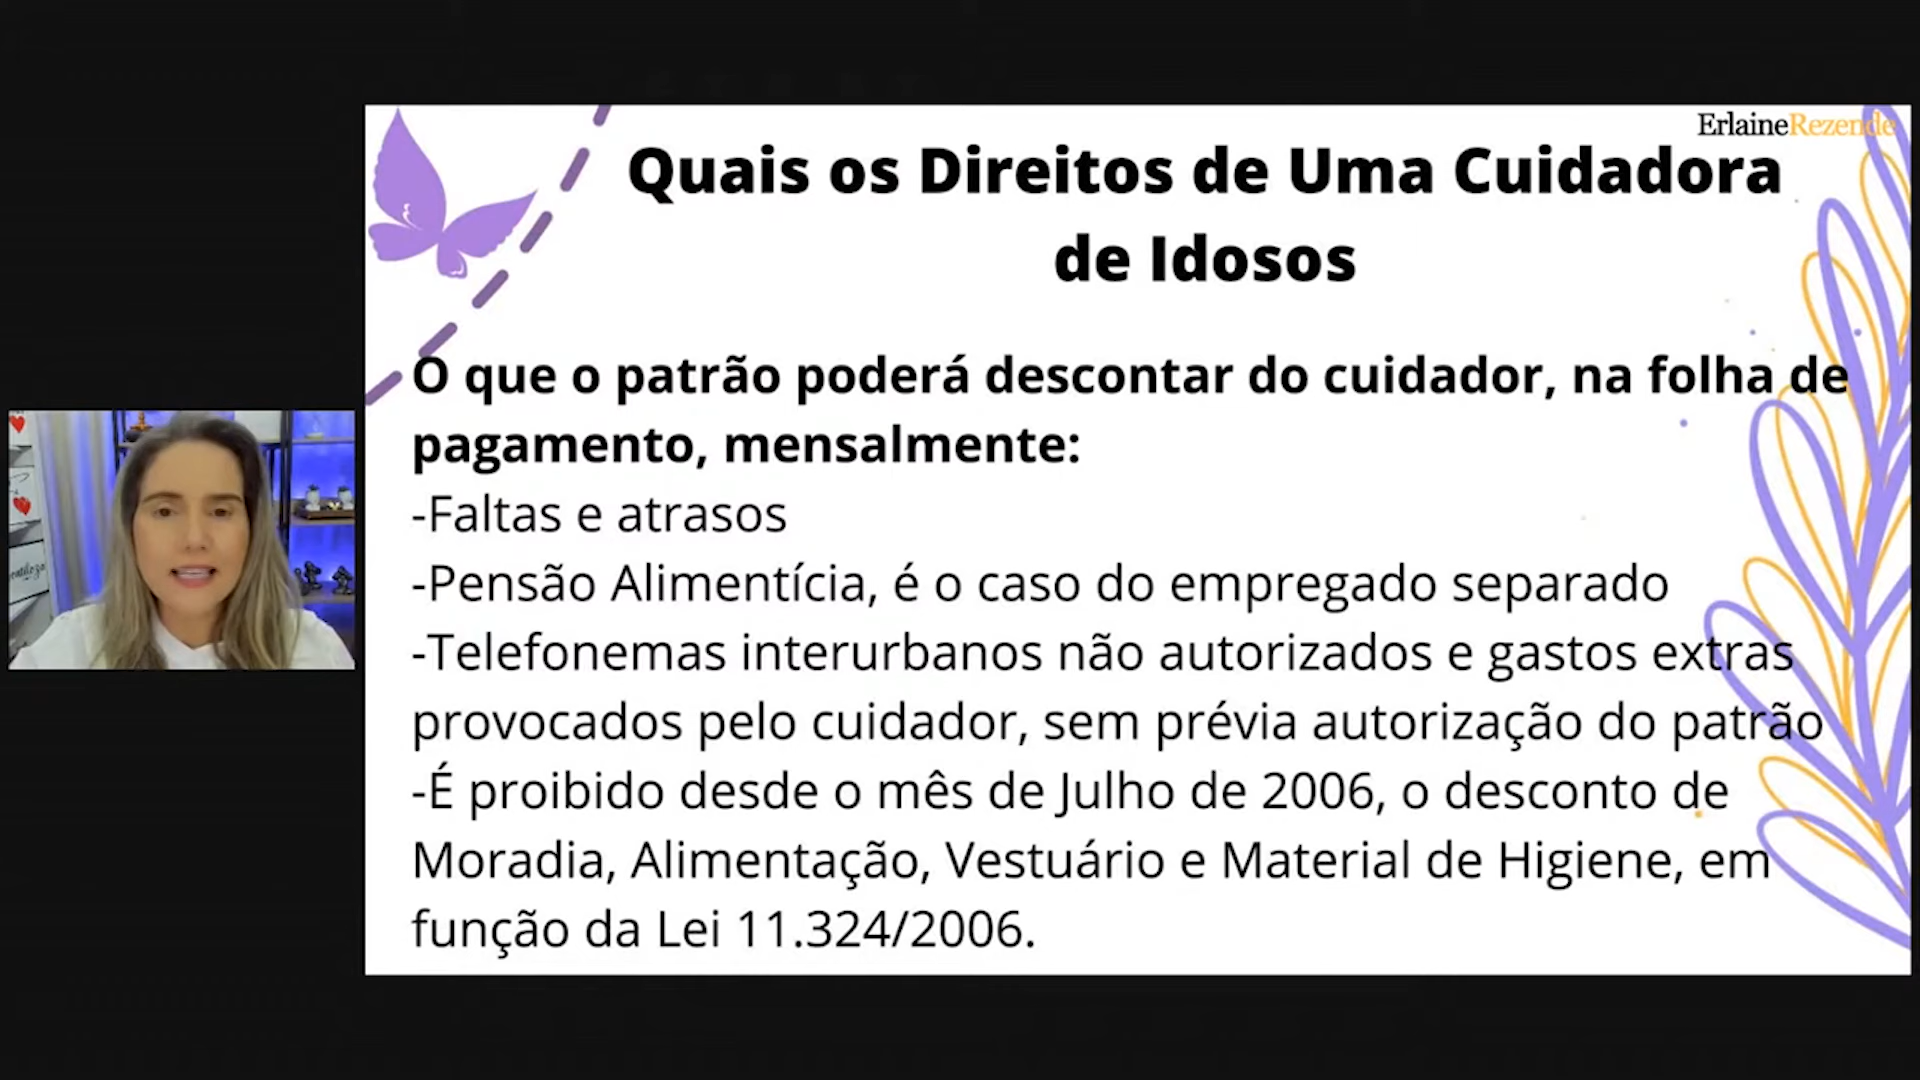 ErlaineRezende
Quais os Direitos de Uma Cuidadora
de Idosos
O que o patrão poderá descontar do cuidador, na folha de
pagamento, mensalmente:
-Faltas e atrasos
-Pensão Alimentícia, é o caso do empregado separado
-Telefonemas interurbanos não autorizados e gastos extras
provocados pelo cuidador, sem prévia autorização do patrão
-É proibido desde o mês de Julho de 2006, o desconto de
Moradia, Alimentação, Vestuário e Material de Higiene, em
função da Lei 11.324/2006.